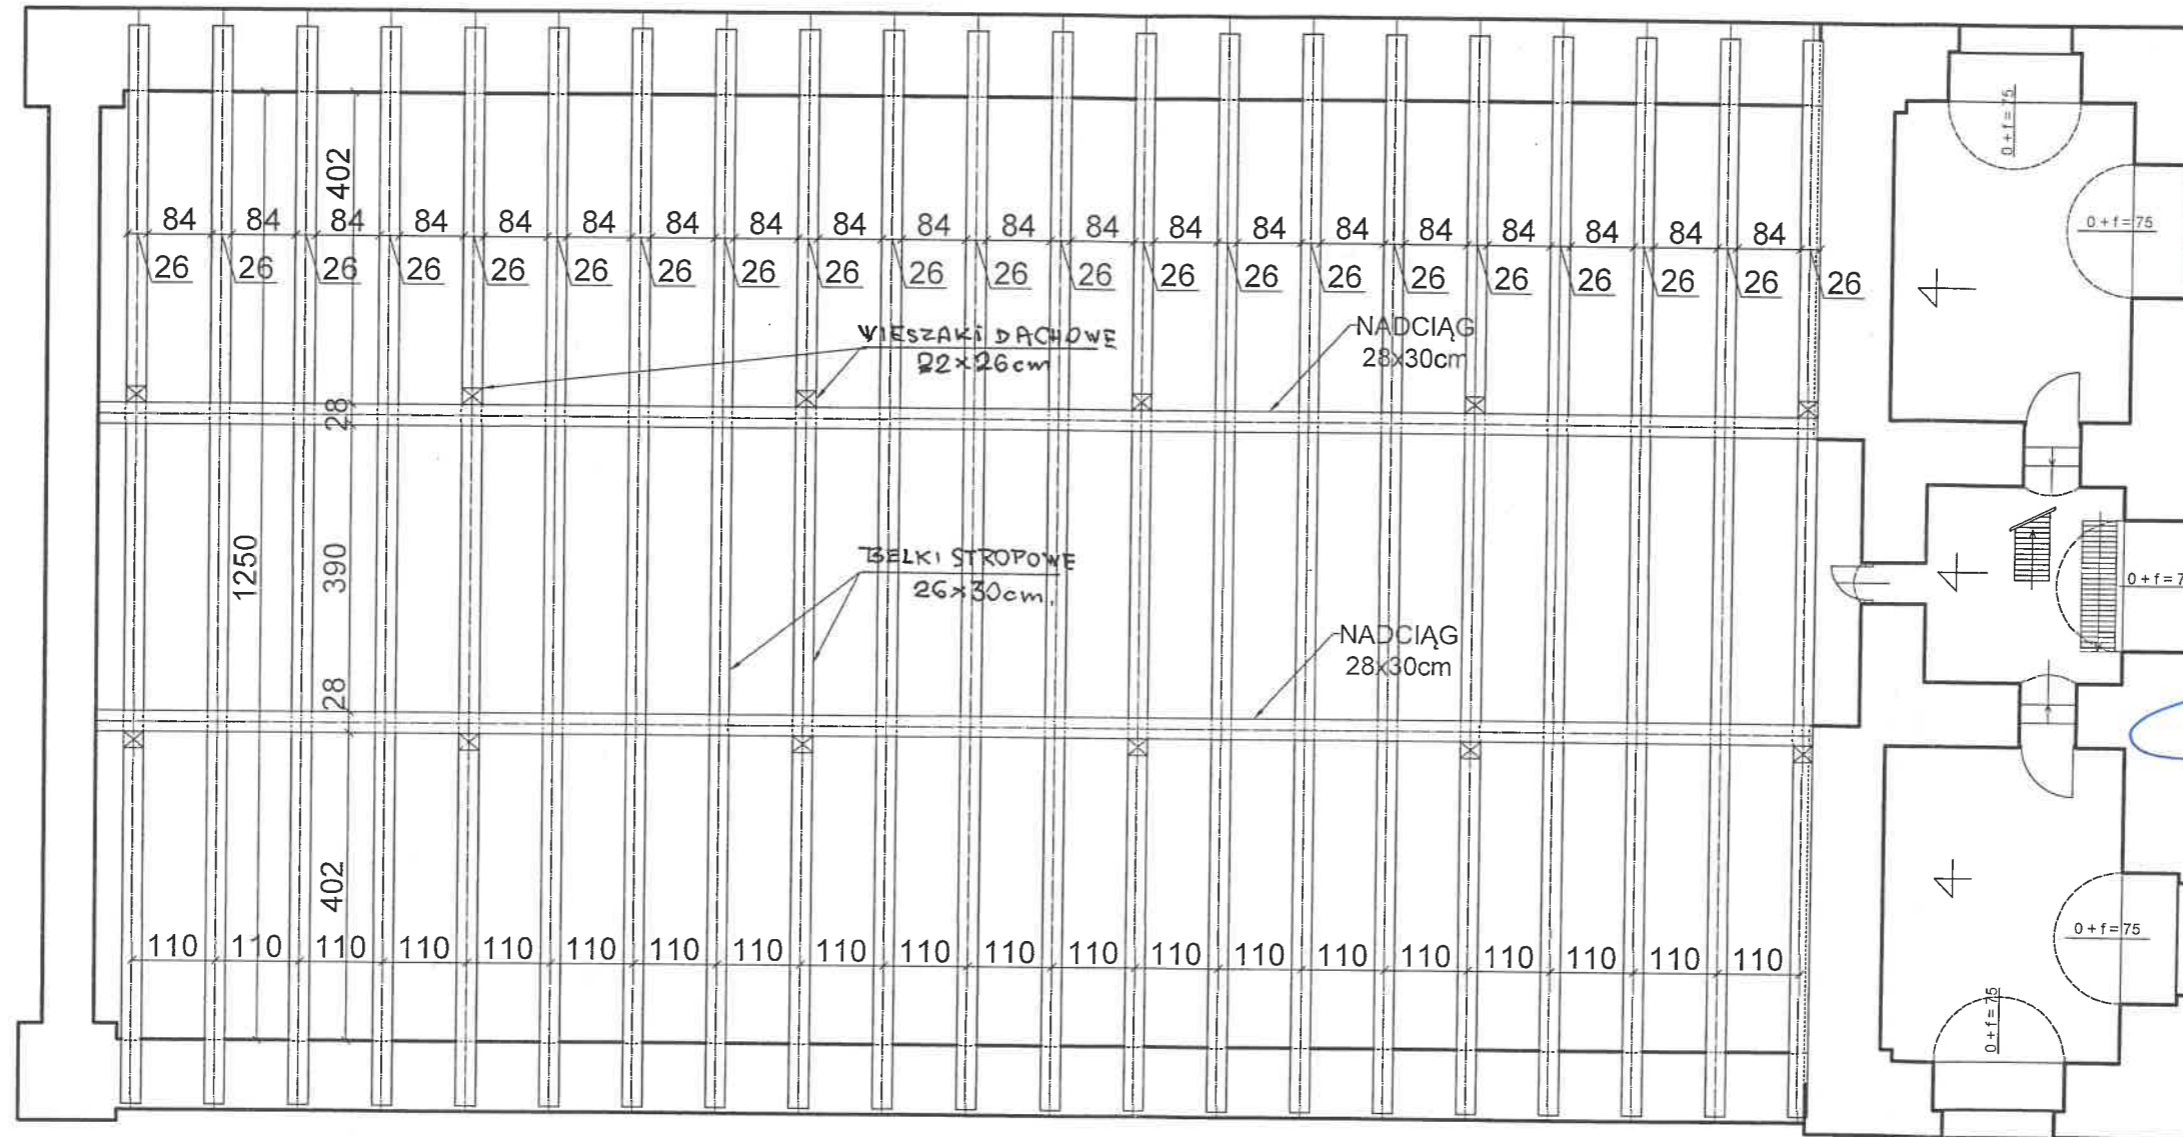 402
84 84 84 84 84 84 84 84 84 84 84 84 84 84 84 84 84 84 84 84
26 26 26 26 26 26 26 26 26 26 26 26 26 26 26 26 26 26 26 26 26
WIESZAKI DACHOWE
22×26cm
NADCIĄG
28x30cm
28
1250
390
BELKI STROPOWE
26×30cm.
NADCIĄG
28x30cm
28
402
110 110 110 110 110 110 110 110 110 110 110 110 110 110 110 110 110 110 110 110
0 + f = 75
0 + f = 75
0 + f = 7
0 + f = 75
0 + f = 75